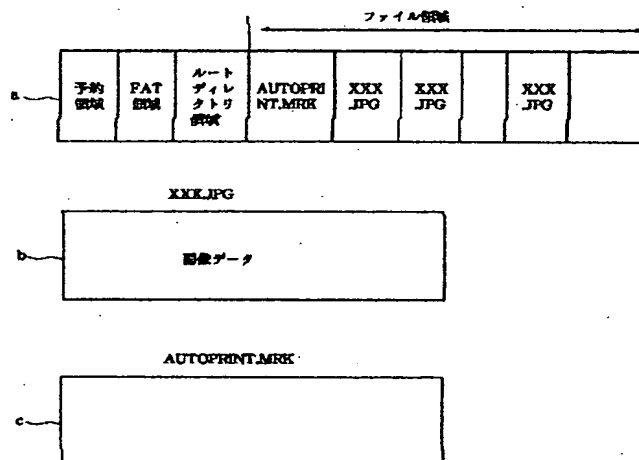 ファイル領域
a
予約
領域
FAT
領域
ルート
ディレ
クトリ
領域
AUTOPRI
NT.MRK
XXX
.JPG
XXX
.JPG
XXX
.JPG
XXX.JPG
b
画像データ
AUTOPRINT.MRK
c